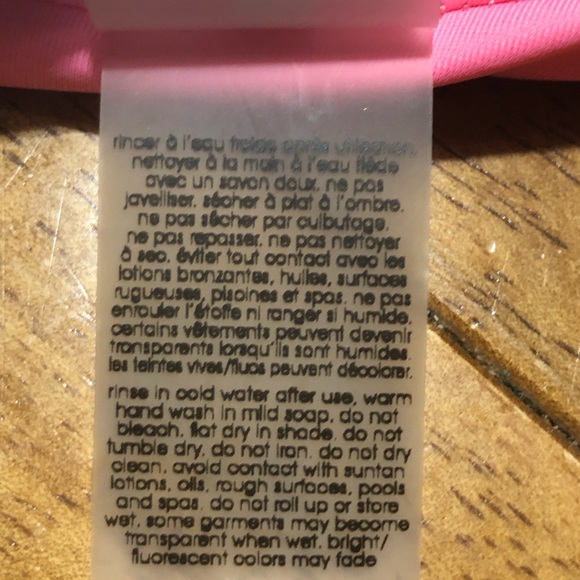 rincer à l'eau froide après utilisation,
nettoyer à la main à l'eau tiède
avec un savon doux. ne pas
javelliser. sécher à plat à l'ombre.
ne pas sécher par culbutage.
ne pas repasser. ne pas nettoyer
à sec. éviter tout contact avec les
lotions bronzantes, huiles, surfaces
rugueuses, piscines et spas. ne pas
enrouler l'étoffe ni ranger si humide.
certains vêtements peuvent devenir
transparents lorsqu'ils sont humides.
les teintes vives/fluos peuvent décolorer.
rinse in cold water after use, warm
hand wash in mild soap. do not
bleach. flat dry in shade. do not
tumble dry. do not iron. do not dry
clean. avoid contact with suntan
lotions, oils, rough surfaces, pools
and spas. do not roll up or store
wet. some garments may become
transparent when wet. bright/
fluorescent colors may fade